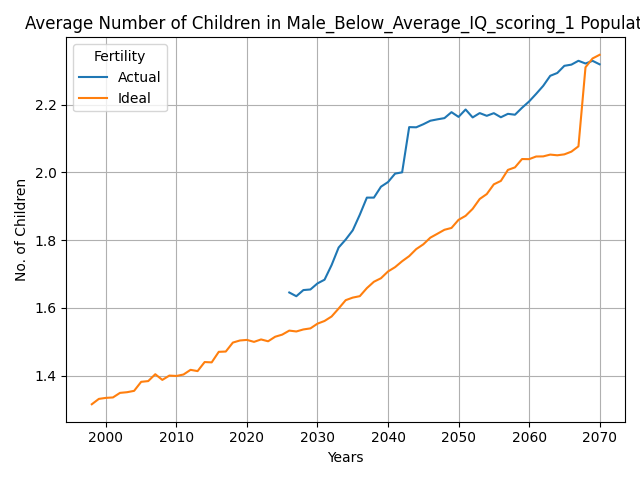 Average Number of Children in Male_Below_Average_IQ_scoring_1 Populat
Fertility
Actual
Ideal
No. of Children
2.2
2.0
1.8
1.6
1.4
2000 2010 2020 2030 2040 2050 2060 2070
Years